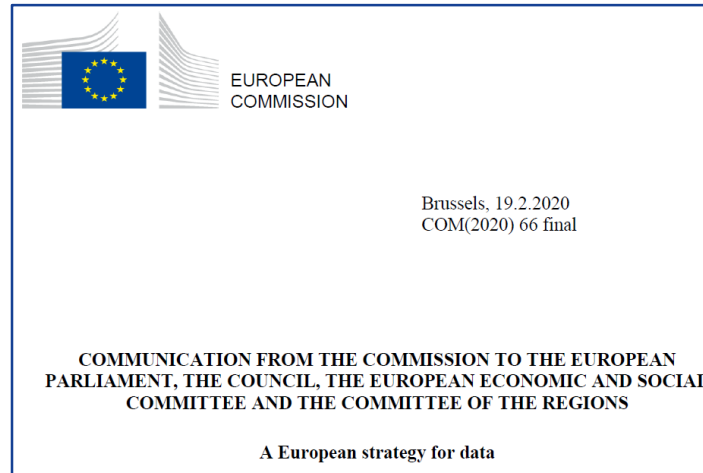 EUROPEAN
COMMISSION
Brussels, 19.2.2020
COM(2020) 66 final
COMMUNICATION FROM THE COMMISSION TO THE EUROPEAN
PARLIAMENT, THE COUNCIL, THE EUROPEAN ECONOMIC AND SOCIAL
COMMITTEE AND THE COMMITTEE OF THE REGIONS
A European strategy for data